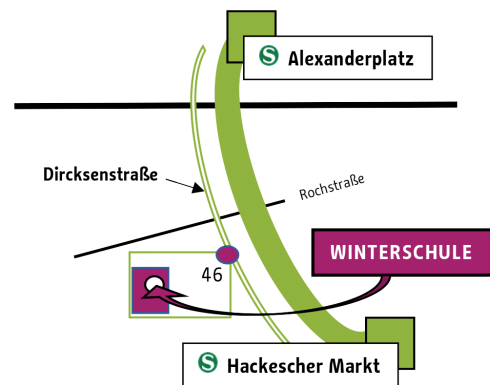 S Alexanderplatz
Dircksenstraße
Rochstraße
WINTERSCHULE
46
S Hackescher Markt